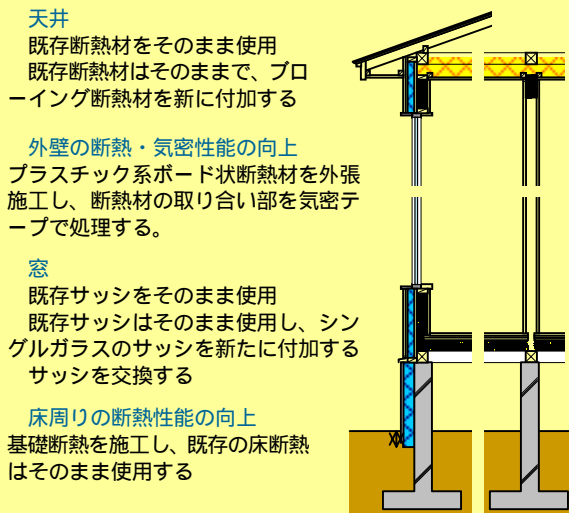 天井
既存断熱材をそのまま使用
既存断熱材はそのままで、ブロ
ーイング断熱材を新に付加する
外壁の断熱・気密性能の向上
プラスチック系ボード状断熱材を外張
施工し、断熱材の取り合い部を気密テ
ープで処理する。
窓
既存サッシをそのまま使用
既存サッシはそのまま使用し、シン
グルガラスのサッシを新たに付加する
サッシを交換する
床周りの断熱性能の向上
基礎断熱を施工し、既存の床断熱
はそのまま使用する